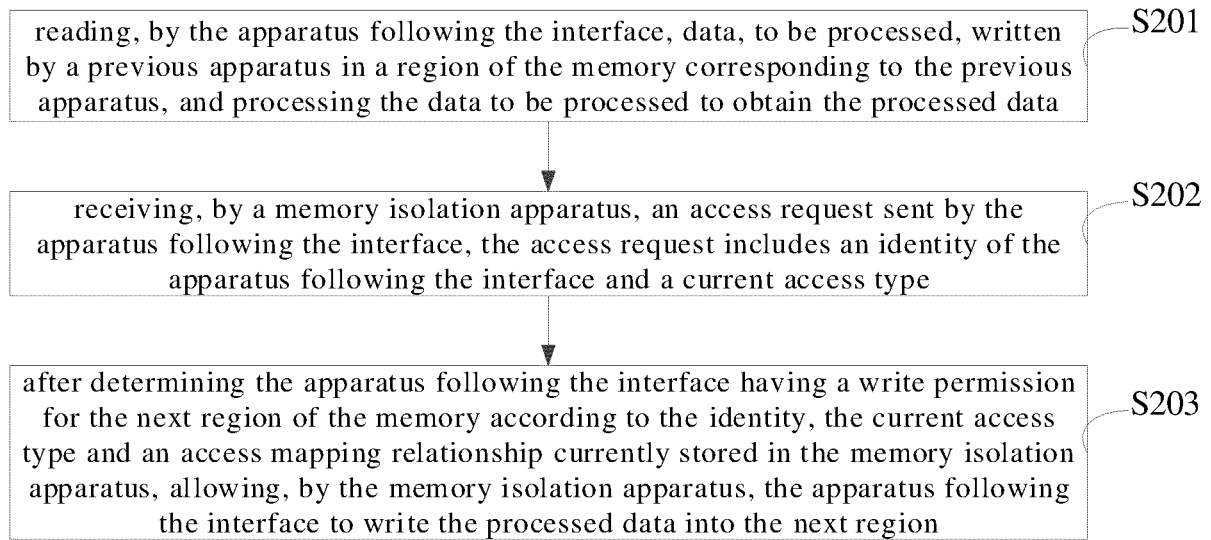 reading, by the apparatus following the interface, data, to be processed, written
by a previous apparatus in a region of the memory corresponding to the previous
apparatus, and processing the data to be processed to obtain the processed data
S201
receiving, by a memory isolation apparatus, an access request sent by the
apparatus following the interface, the access request includes an identity of the
apparatus following the interface and a current access type
S202
after determining the apparatus following the interface having a write permission
for the next region of the memory according to the identity, the current access
type and an access mapping relationship currently stored in the memory isolation
apparatus, allowing, by the memory isolation apparatus, the apparatus following
the interface to write the processed data into the next region
S203